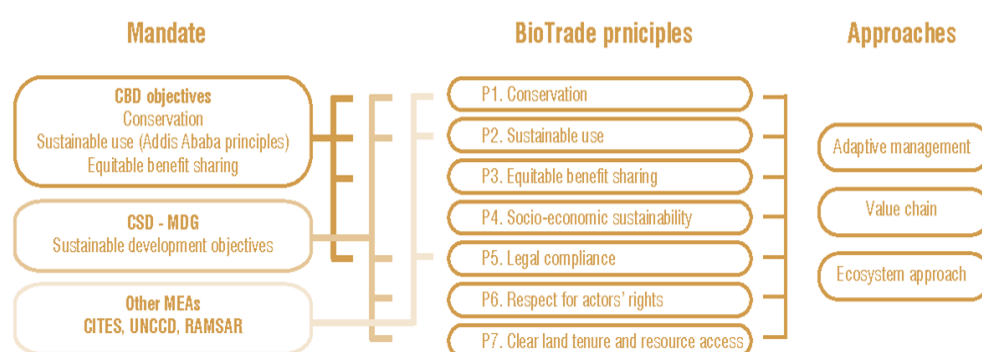 Mandate
BioTrade prniciples
Approaches
CBD objectives
Conservation
Sustainable use (Addis Ababa principles)
Equitable benefit sharing
CSD - MDG
Sustainable development objectives
Other MEAs
CITES, UNCCD, RAMSAR
P1. Conservation
P2. Sustainable use
P3. Equitable benefit sharing
P4. Socio-economic sustainability
P5. Legal compliance
P6. Respect for actors' rights
P7. Clear land tenure and resource access
Adaptive management
Value chain
Ecosystem approach